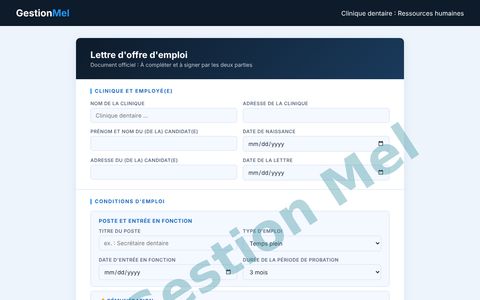 GestionMel
Clinique dentaire : Ressources humaines
Lettre d'offre d'emploi
Document officiel : À compléter et à signer par les deux parties
CLINIQUE ET EMPLOYÉ(E)
NOM DE LA CLINIQUE
ADRESSE DE LA CLINIQUE
Clinique dentaire ...
PRÉNOM ET NOM DU (DE LA) CANDIDAT(E)
DATE DE NAISSANCE
mm/dd/yyyy
ADRESSE DU (DE LA) CANDIDAT(E)
DATE DE LA LETTRE
mm/dd/yyyy
CONDITIONS D'EMPLOI
POSTE ET ENTRÉE EN FONCTION
TITRE DU POSTE
TYPE D'EMPLOI
ex. : Secrétaire dentaire
Temps plein
DATE D'ENTRÉE EN FONCTION
DURÉE DE LA PÉRIODE DE PROBATION
mm/dd/yyyy
3 mois
Gestion Mel